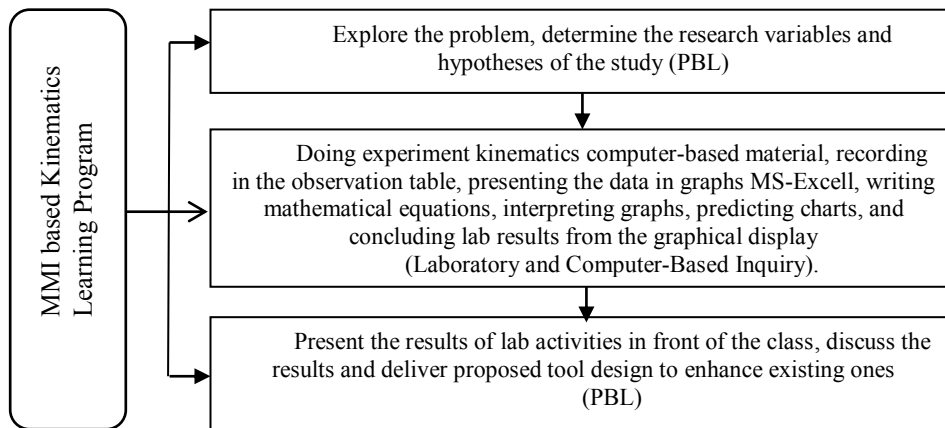 MMI based Kinematics
Learning Program
Explore the problem, determine the research variables and
hypotheses of the study (PBL)
Doing experiment kinematics computer-based material, recording
in the observation table, presenting the data in graphs MS-Excell, writing
mathematical equations, interpreting graphs, predicting charts, and
concluding lab results from the graphical display
(Laboratory and Computer-Based Inquiry).
Present the results of lab activities in front of the class, discuss the
results and deliver proposed tool design to enhance existing ones
(PBL)